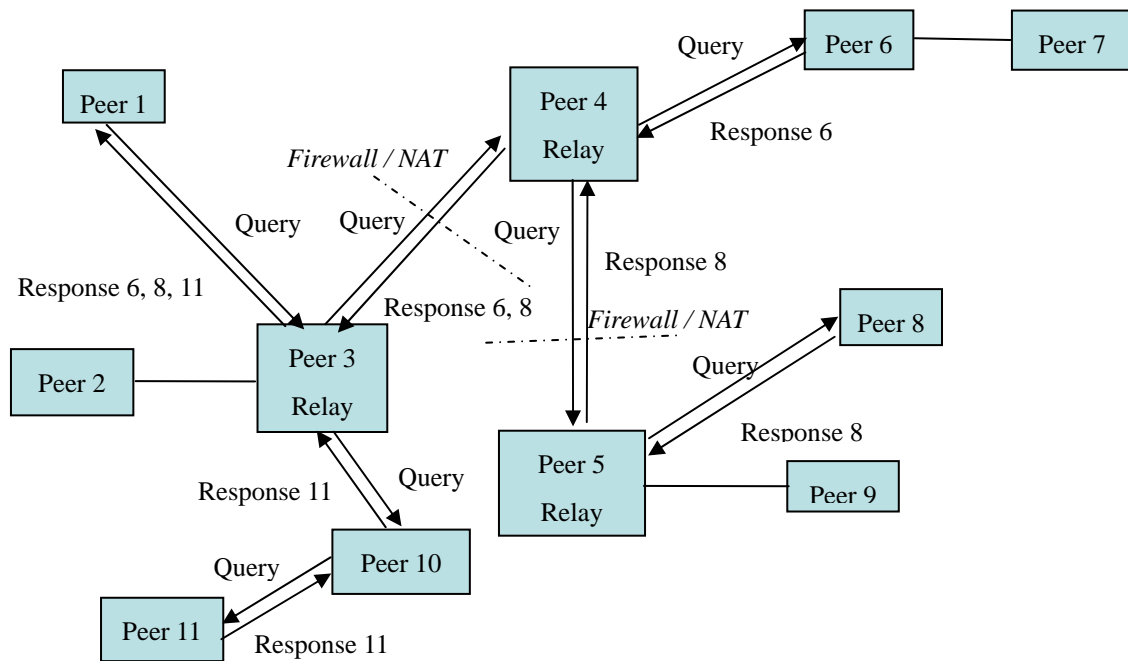 Query
Peer 6
Peer 7
Peer 1
Peer 4
Relay
Response 6
Firewall / NAT
Query
Query
Query
Response 8
Response 6, 8, 11
Response 6, 8
Firewall / NAT
Peer 8
Peer 3
Relay
Peer 2
Query
Response 8
Peer 5
Relay
Peer 9
Response 11
Query
Peer 10
Query
Peer 11
Response 11